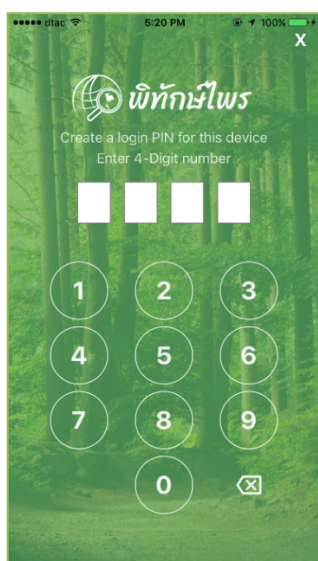 dtac 5:20 PM 100%
X
พิทักษ์ไพร
Create a login PIN for this device
Enter 4-Digit number
1 2 3
4 5 6
7 8 9
0